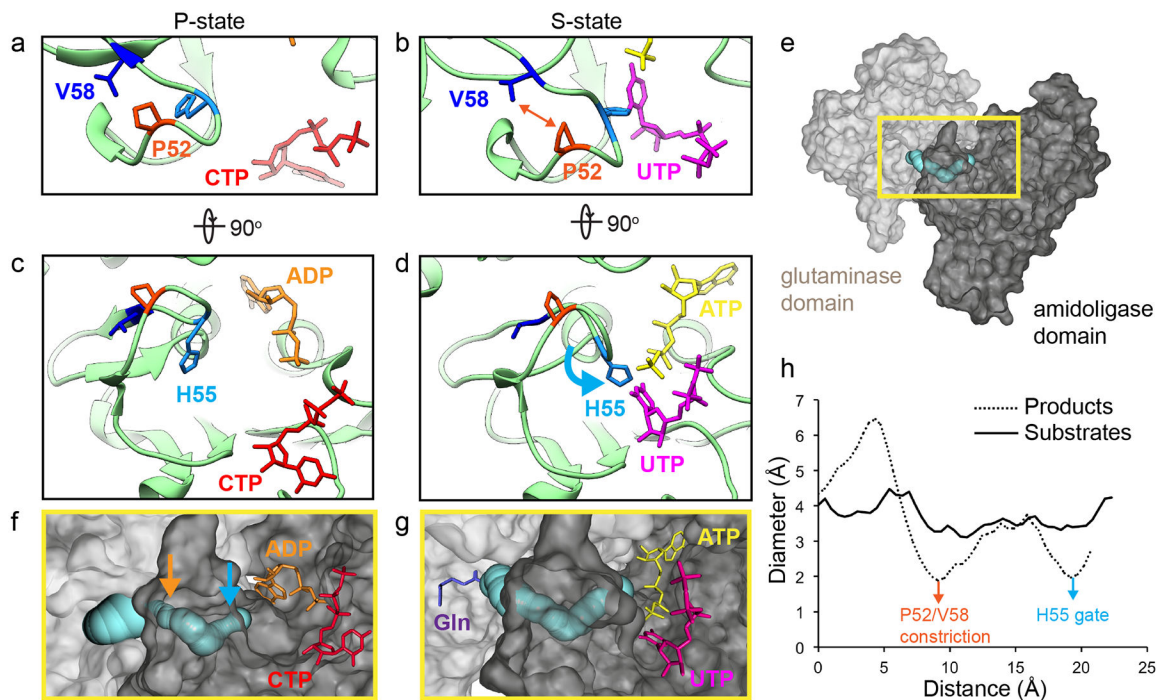 P-state
S-state
a
V58
P52
CTP
b
V58
P52
UTP
e
glutaminase
domain
amidoligase
domain
90°
90°
c
ADP
H55
CTP
d
ATP
H55
UTP
f
ADP
CTP
g
Gln
ATP
UTP
h
Products
Substrates
Diameter (Å)
7
6
5
4
3
2
1
0
P52/V58
constriction
H55 gate
0 5 10 15 20 25
Distance (Å)